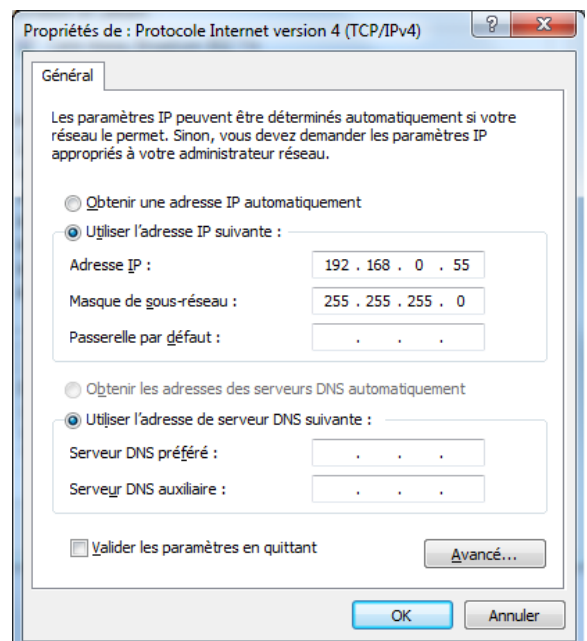 Propriétés de : Protocole Internet version 4 (TCP/IPv4)
?
Général
Les paramètres IP peuvent être déterminés automatiquement si votre
réseau le permet. Sinon, vous devez demander les paramètres IP
appropriés à votre administrateur réseau.
Obtenir une adresse IP automatiquement
Utiliser l'adresse IP suivante :
Adresse IP : 192 . 168 . 0 . 55
Masque de sous-réseau : 255 . 255 . 255 . 0
Passerelle par défaut : . . .
Obtenir les adresses des serveurs DNS automatiquement
Utiliser l'adresse de serveur DNS suivante :
Serveur DNS préféré : . . .
Serveur DNS auxiliaire : . . .
Valider les paramètres en quittant
Avancé...
OK Annuler